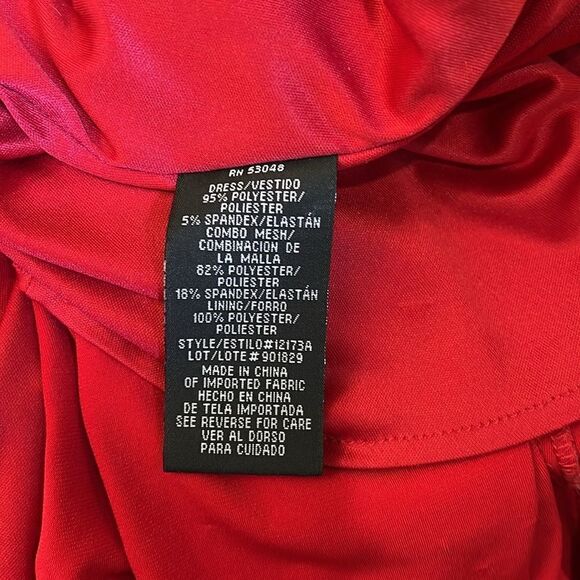 RN 53048
DRESS/VESTIDO
95% POLYESTER/
POLIESTER
5% SPANDEX/ELASTÁN
COMBO MESH/
COMBINACION DE
LA MALLA
82% POLYESTER/
POLIESTER
18% SPANDEX/ELASTÁN
LINING/FORRO
100% POLYESTER/
POLIESTER
STYLE/ESTILO#12173A
LOT/LOTE# 901829
MADE IN CHINA
OF IMPORTED FABRIC
HECHO EN CHINA
DE TELA IMPORTADA
SEE REVERSE FOR CARE
VER AL DORSO
PARA CUIDADO